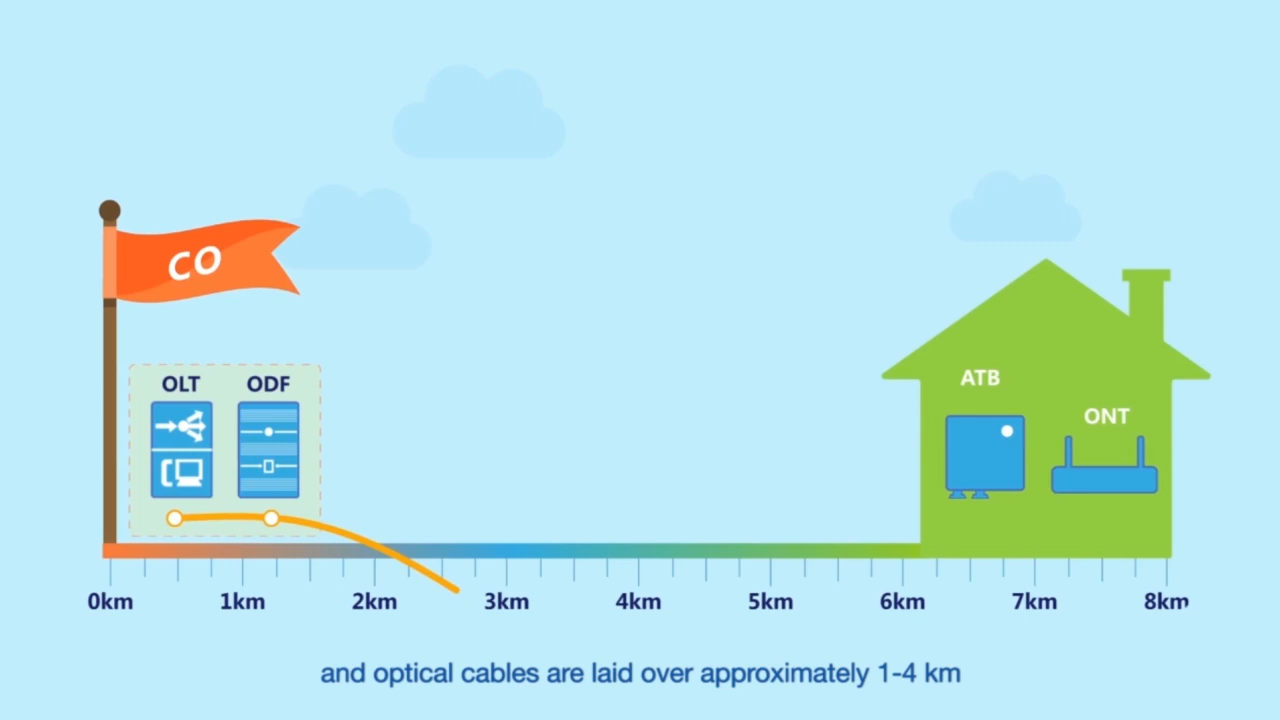 CO
OLT
ODF
ATB
ONT
0km
1km
2km
3km
4km
5km
6km
7km
8km
and optical cables are laid over approximately 1-4 km